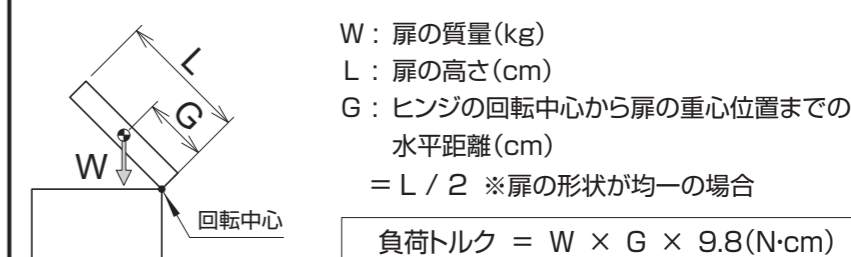 L
G
W
回転中心
W : 扉の質量(kg)
L : 扉の高さ(cm)
G : ヒンジの回転中心から扉の重心位置までの
水平距離(cm)
= L / 2 ※扉の形状が均一の場合
負荷トルク = W × G × 9.8(N･cm)